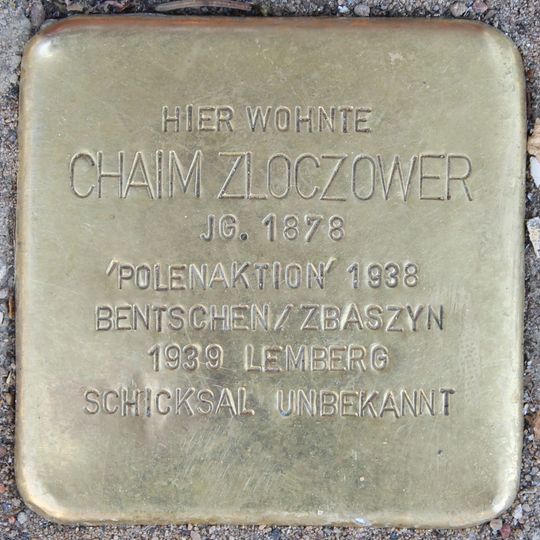 HIER WOHNTE
CHAIM ZLOCZOWER
JG. 1878
'POLENAKTION' 1938
BENTSCHEN/ZBASZYN
1939 LEMBERG
SCHICKSAL UNBEKANNT